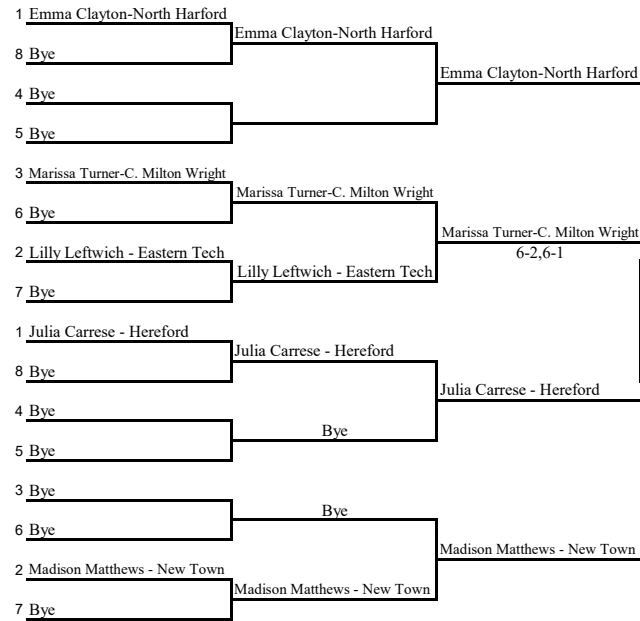 1 Emma Clayton-North Harford
Emma Clayton-North Harford
8 Bye
Emma Clayton-North Harford
4 Bye
5 Bye
3 Marissa Turner-C. Milton Wright
Marissa Turner-C. Milton Wright
6 Bye
Marissa Turner-C. Milton Wright
2 Lilly Leftwich - Eastern Tech
6-2,6-1
Lilly Leftwich - Eastern Tech
7 Bye
1 Julia Carrese - Hereford
Julia Carrese - Hereford
8 Bye
Julia Carrese - Hereford
4 Bye
Bye
5 Bye
3 Bye
Bye
6 Bye
Madison Matthews - New Town
2 Madison Matthews - New Town
Madison Matthews - New Town
7 Bye